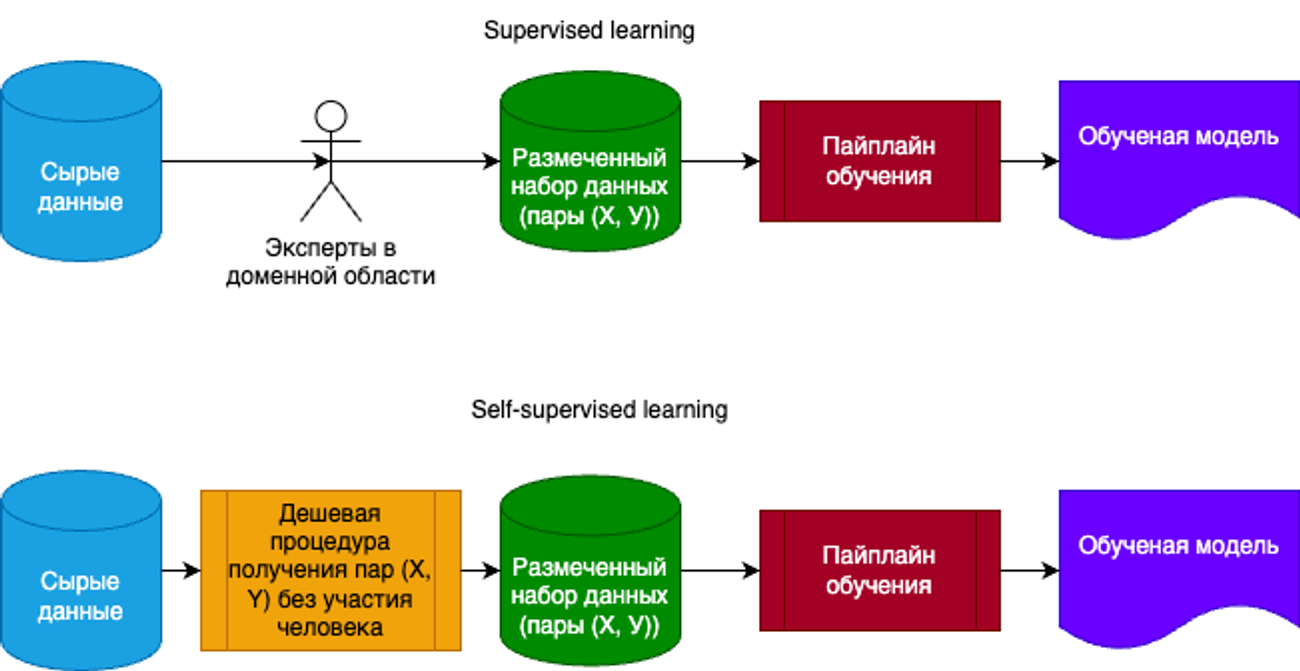 Supervised learning
Сырые
данные
Эксперты в
доменной области
Размеченный
набор данных
(пары (X, У))
Пайплайн
обучения
Обученая модель
Self-supervised learning
Сырые
данные
Дешевая
процедура
получения пар (X,
Y) без участия
человека
Размеченный
набор данных
(пары (X, У))
Пайплайн
обучения
Обученая модель